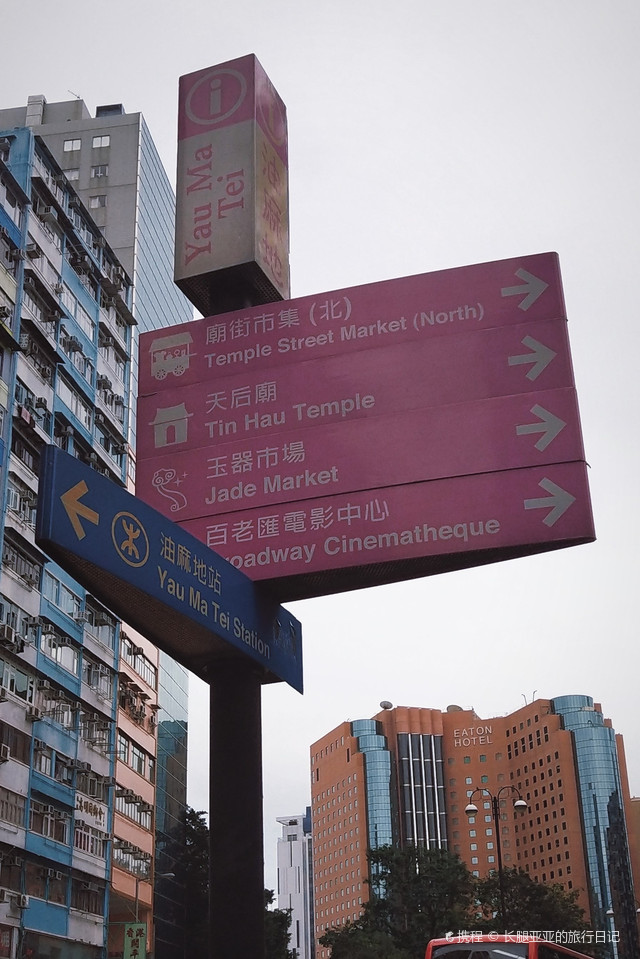 i
Yau Ma
Tei
油麻地
廟街市集 (北)
Temple Street Market (North)
天后廟
Tin Hau Temple
玉器市場
Jade Market
百老匯電影中心
roadway Cinematheque
油麻地站
Yau Ma Tei Station
EATON
HOTEL
携程 © 长腿亚亚的旅行日记